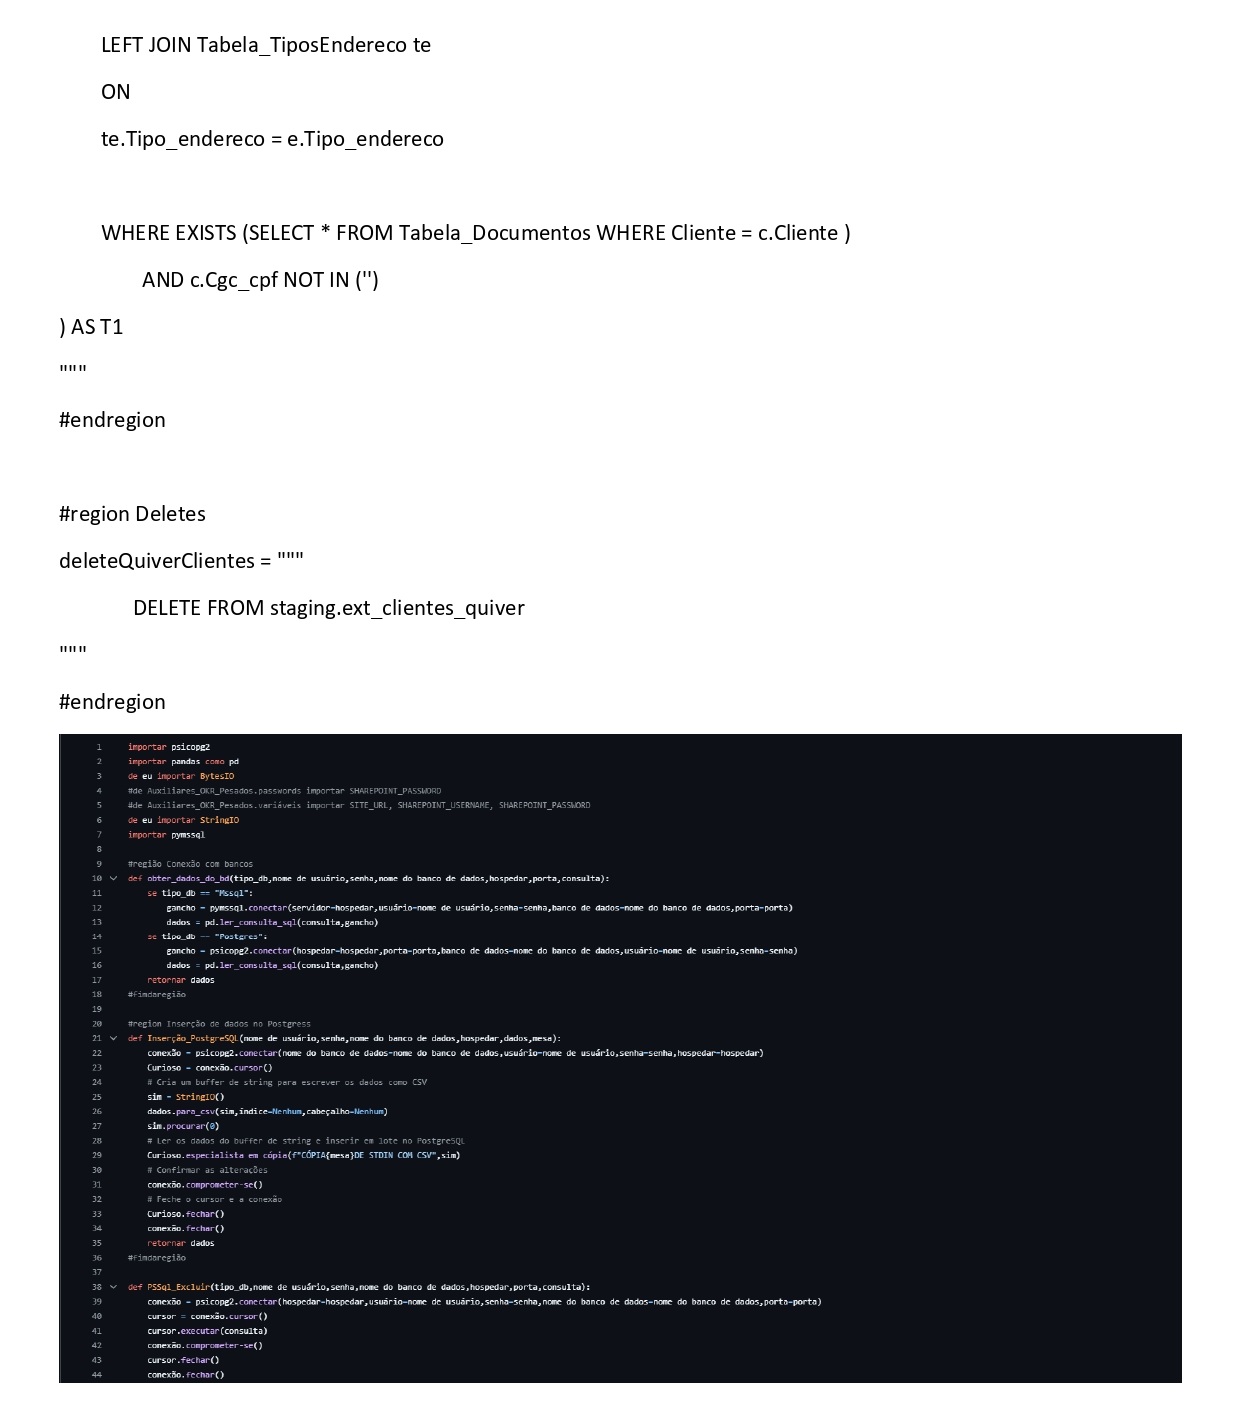 LEFT JOIN Tabela_TiposEndereco te
ON
te.Tipo_endereco = e.Tipo_endereco
WHERE EXISTS (SELECT * FROM Tabela_Documentos WHERE Cliente = c.Cliente )
AND c.Cgc_cpf NOT IN ('')
) AS T1
"""
#endregion
#region Deletes
deleteQuiverClientes = """
DELETE FROM staging.ext_clientes_quiver
"""
#endregion
1 importar psicopg2
2 importar pandas como pd
3 de eu importar BytesIO
4 #de Auxiliares_OKR_Pesados.passwords importar SHAREPOINT_PASSWORD
5 #de Auxiliares_OKR_Pesados.variáveis importar SITE_URL, SHAREPOINT_USERNAME, SHAREPOINT_PASSWORD
6 de eu importar StringIO
7 importar pymssql
8
9 #região Conexão com bancos
10 def obter_dados_do_bd(tipo_db,nome de usuário,senha,nome do banco de dados,hospedar,porta,consulta):
11 se tipo_db == "Mssql":
12 gancho = pymssql.conectar(servidor=hospedar,usuário=nome de usuário,senha=senha,banco de dados=nome do banco de dados,porta=porta)
13 dados = pd.ler_consulta_sql(consulta,gancho)
14 se tipo_db == "Postgres":
15 gancho = psicopg2.conectar(hospedar=hospedar,porta=porta,banco de dados=nome do banco de dados,usuário=nome de usuário,senha=senha)
16 dados = pd.ler_consulta_sql(consulta,gancho)
17 retornar dados
18 #fimdaregião
19
20 #region Inserção de dados no Postgress
21 def Inserção_PostgreSQL(nome de usuário,senha,nome do banco de dados,hospedar,dados,mesa):
22 conexão = psicopg2.conectar(nome do banco de dados=nome do banco de dados,usuário=nome de usuário,senha=senha,hospedar=hospedar)
23 Curioso = conexão.cursor()
24 # Cria um buffer de string para escrever os dados como CSV
25 sim = StringIO()
26 dados.para_csv(sim,índice=Nenhum,cabeçalho=Nenhum)
27 sim.procurar(0)
28 # Ler os dados do buffer de string e inserir em lote no PostgreSQL
29 Curioso.especialista em cópia(f"CÓPIA{mesa}DE STDIN COM CSV",sim)
30 # Confirmar as alterações
31 conexão.comprometer-se()
32 # Feche o cursor e a conexão
33 Curioso.fechar()
34 conexão.fechar()
35 retornar dados
36 #fimdaregião
37
38 def PSSql_Excluir(tipo_db,nome de usuário,senha,nome do banco de dados,hospedar,porta,consulta):
39 conexão = psicopg2.conectar(hospedar=hospedar,usuário=nome de usuário,senha=senha,nome do banco de dados=nome do banco de dados,porta=porta)
40 cursor = conexão.cursor()
41 cursor.executar(consulta)
42 conexão.comprometer-se()
43 cursor.fechar()
44 conexão.fechar()